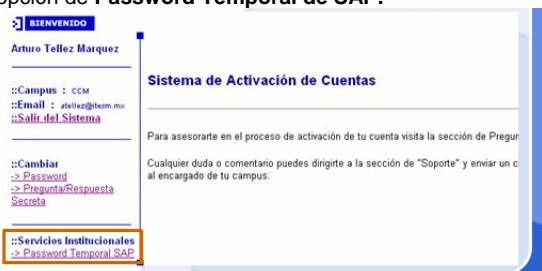 opción de Password Temporal de SAP.
BIENVENIDO
Arturo Tellez Marquez
::Campus : CCM
::Email : atellez@itesm.mx
::Salir del Sistema
::Cambiar
-> Password
-> Pregunta/Respuesta
Secreta
::Servicios Institucionales
-> Password Temporal SAP
Sistema de Activación de Cuentas
Para asesorarte en el proceso de activación de tu cuenta visita la sección de Pregun
Cualquier duda o comentario puedes dirigirte a la sección de "Soporte" y enviar un c
al encargado de tu campus.